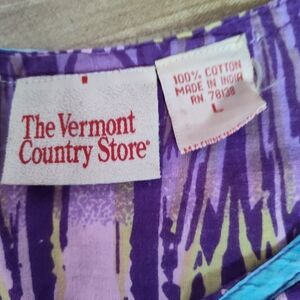 The Vermont
Country Store®
100% COTTON
MADE IN INDIA
RN 78138
L